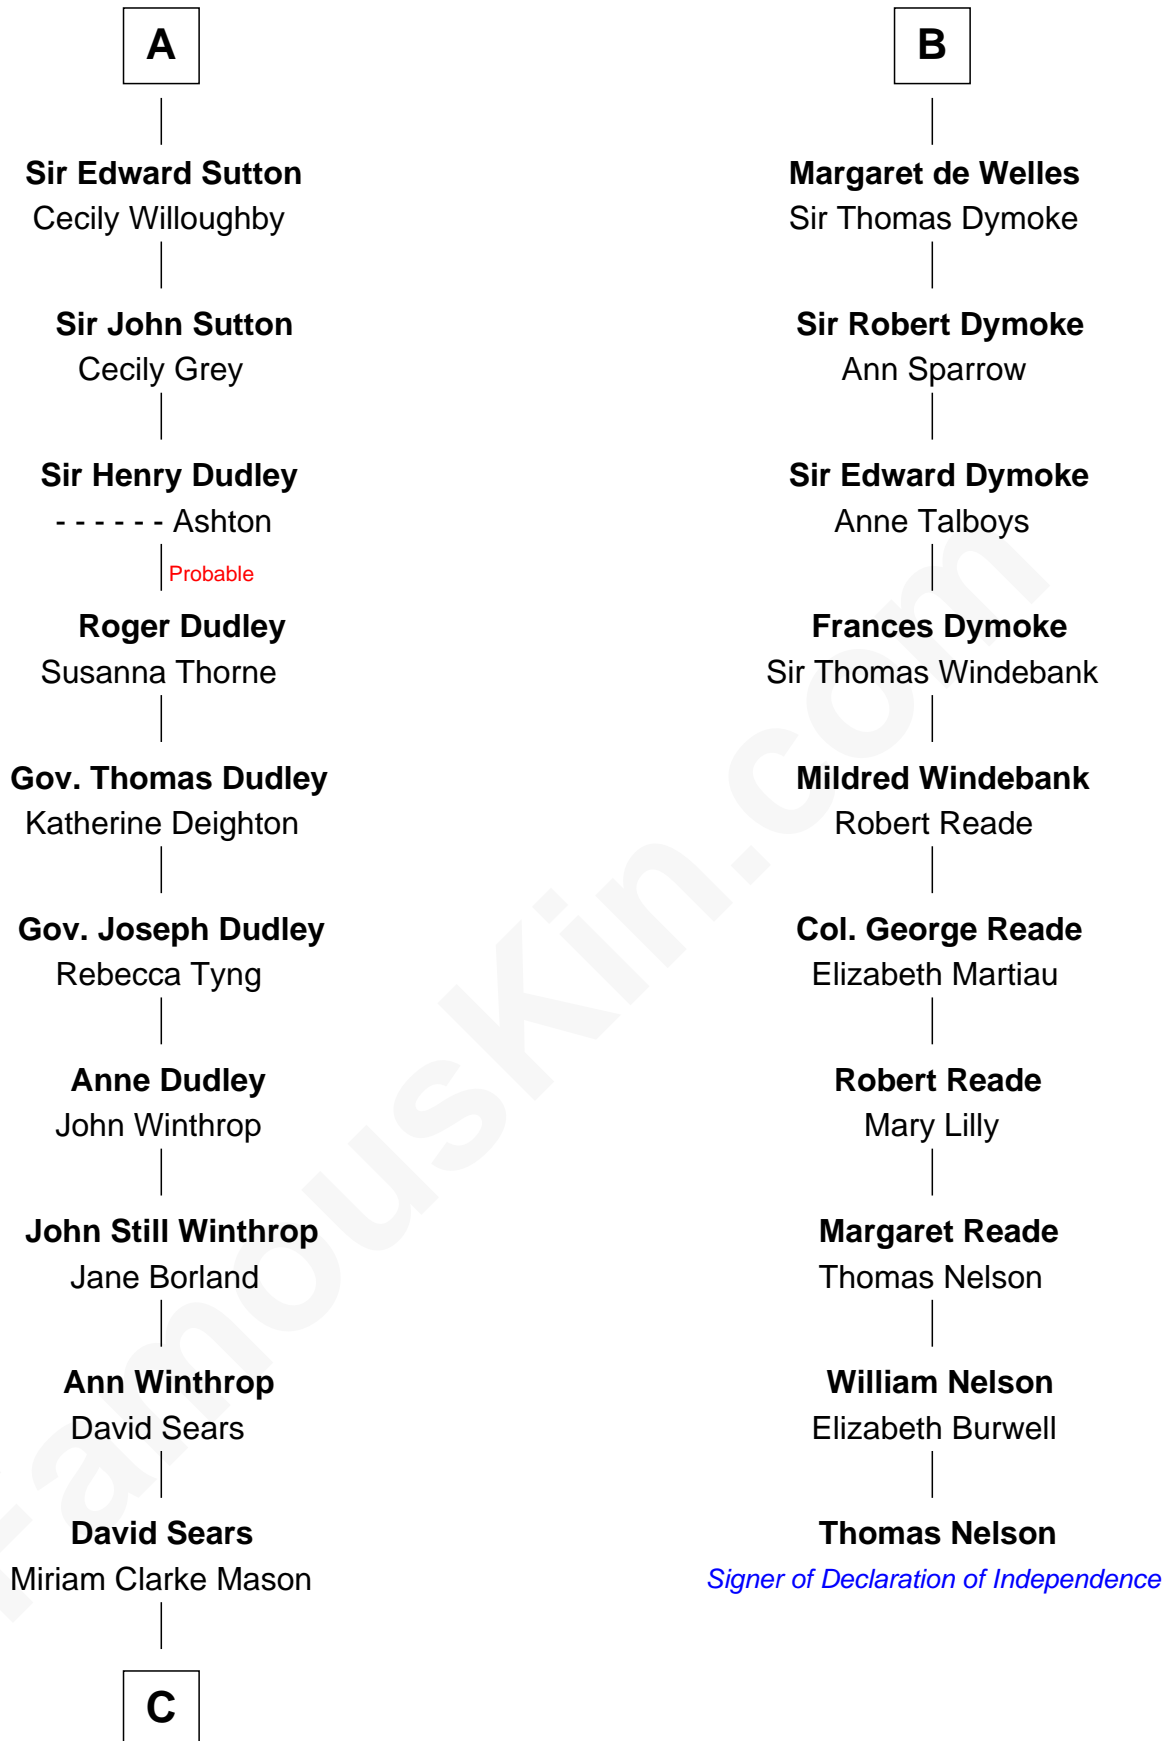 A
Sir Edward Sutton
Cecily Willoughby
Sir John Sutton
Cecily Grey
Sir Henry Dudley
- - - - - - Ashton
Probable
Roger Dudley
Susanna Thorne
Gov. Thomas Dudley
Katherine Deighton
Gov. Joseph Dudley
Rebecca Tyng
Anne Dudley
John Winthrop
John Still Winthrop
Jane Borland
Ann Winthrop
David Sears
David Sears
Miriam Clarke Mason
C
B
Margaret de Welles
Sir Thomas Dymoke
Sir Robert Dymoke
Ann Sparrow
Sir Edward Dymoke
Anne Talboys
Frances Dymoke
Sir Thomas Windebank
Mildred Windebank
Robert Reade
Col. George Reade
Elizabeth Martiau
Robert Reade
Mary Lilly
Margaret Reade
Thomas Nelson
William Nelson
Elizabeth Burwell
Thomas Nelson
Signer of Declaration of Independence
FamousKin.com